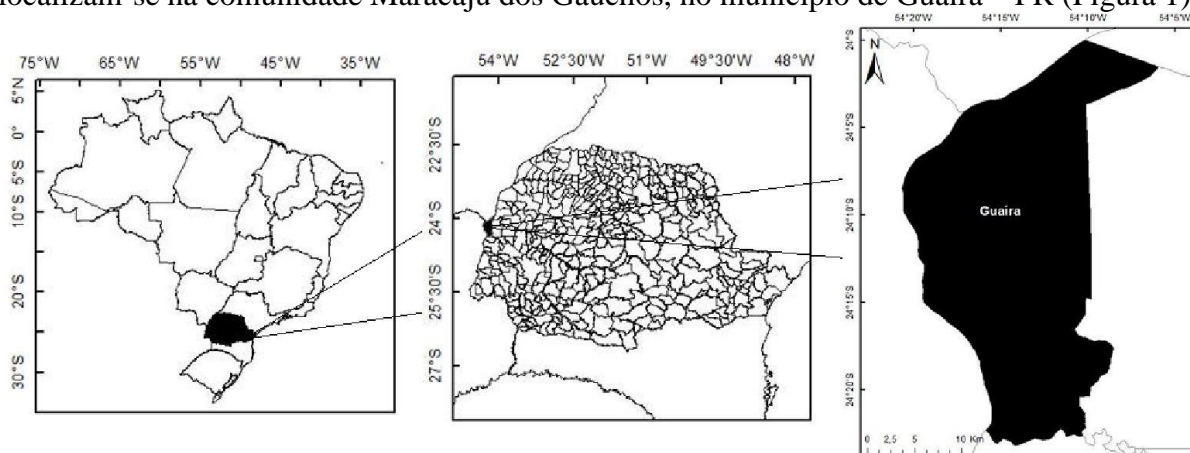 localizam-se na comunidade Maracaju dos Gaúchos, no município de Guaíra – PR (Figura 1)
75°W 65°W 55°W 45°W 35°W
5°N
0°
5°S
10°S
20°S
30°S
54°W 52°30'W 51°W 49°30'W 48°W
22°30'S
24°S
25°30'S
27°S
54°20'W 54°15'W 54°10'W 54°5'W
24°S
24°5'S
24°10'S
24°15'S
24°20'S
N
Guaira
0 2,5 5 10 Km